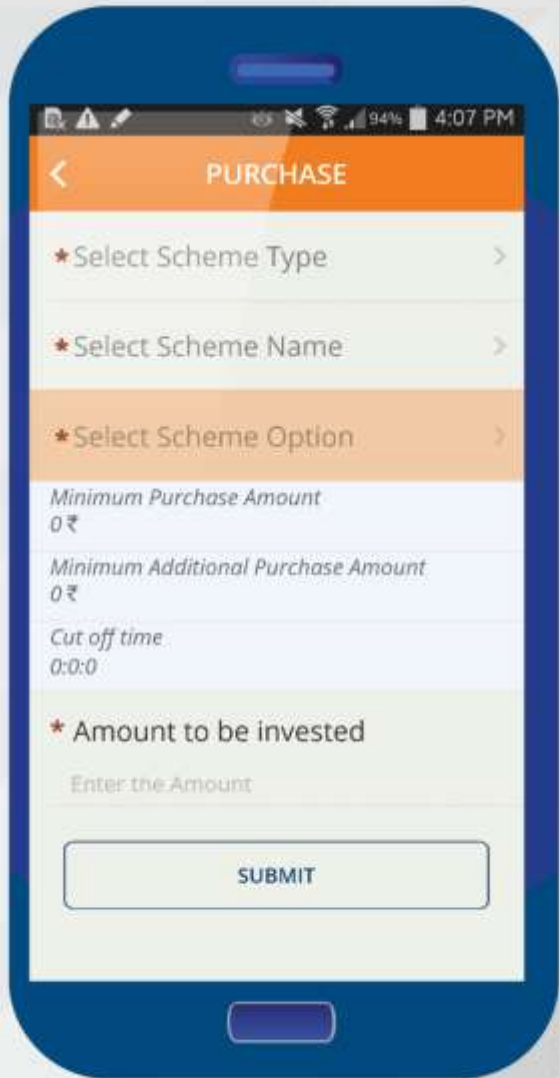 94% 4:07 PM
PURCHASE
*Select Scheme Type
*Select Scheme Name
*Select Scheme Option
Minimum Purchase Amount
0 ₹
Minimum Additional Purchase Amount
0 ₹
Cut off time
0:0:0
* Amount to be invested
Enter the Amount
SUBMIT